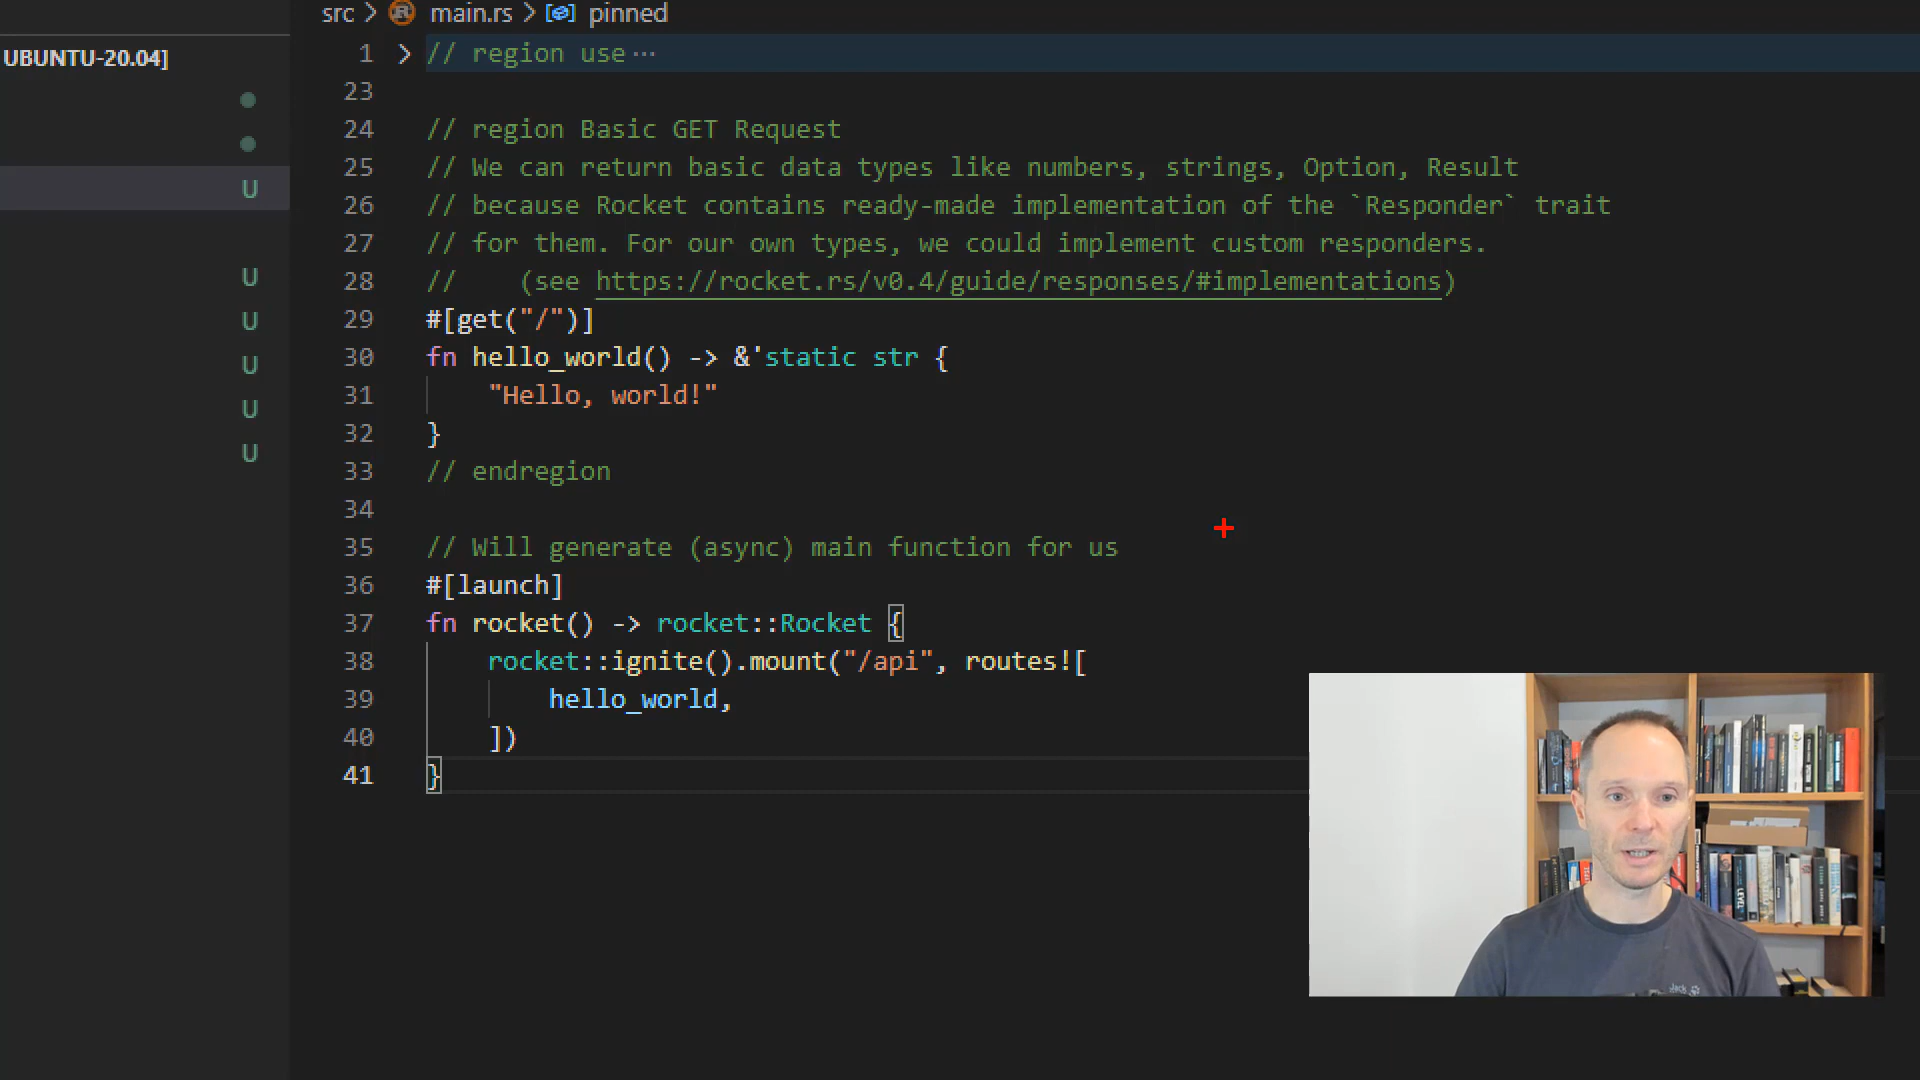 src > main.rs > pinned
UBUNTU-20.04]
1 > // region use ···
23
24 // region Basic GET Request
25 // We can return basic data types like numbers, strings, Option, Result
26 // because Rocket contains ready-made implementation of the `Responder` trait
27 // for them. For our own types, we could implement custom responders.
28 //    (see https://rocket.rs/v0.4/guide/responses/#implementations)
29 #[get("/")]
30 fn hello_world() -> &'static str {
31     "Hello, world!"
32 }
33 // endregion
34
35 // Will generate (async) main function for us
36 #[launch]
37 fn rocket() -> rocket::Rocket {
38     rocket::ignite().mount("/api", routes![
39         hello_world,
40     ])
41 }
U
U
U
U
U
U
Jack